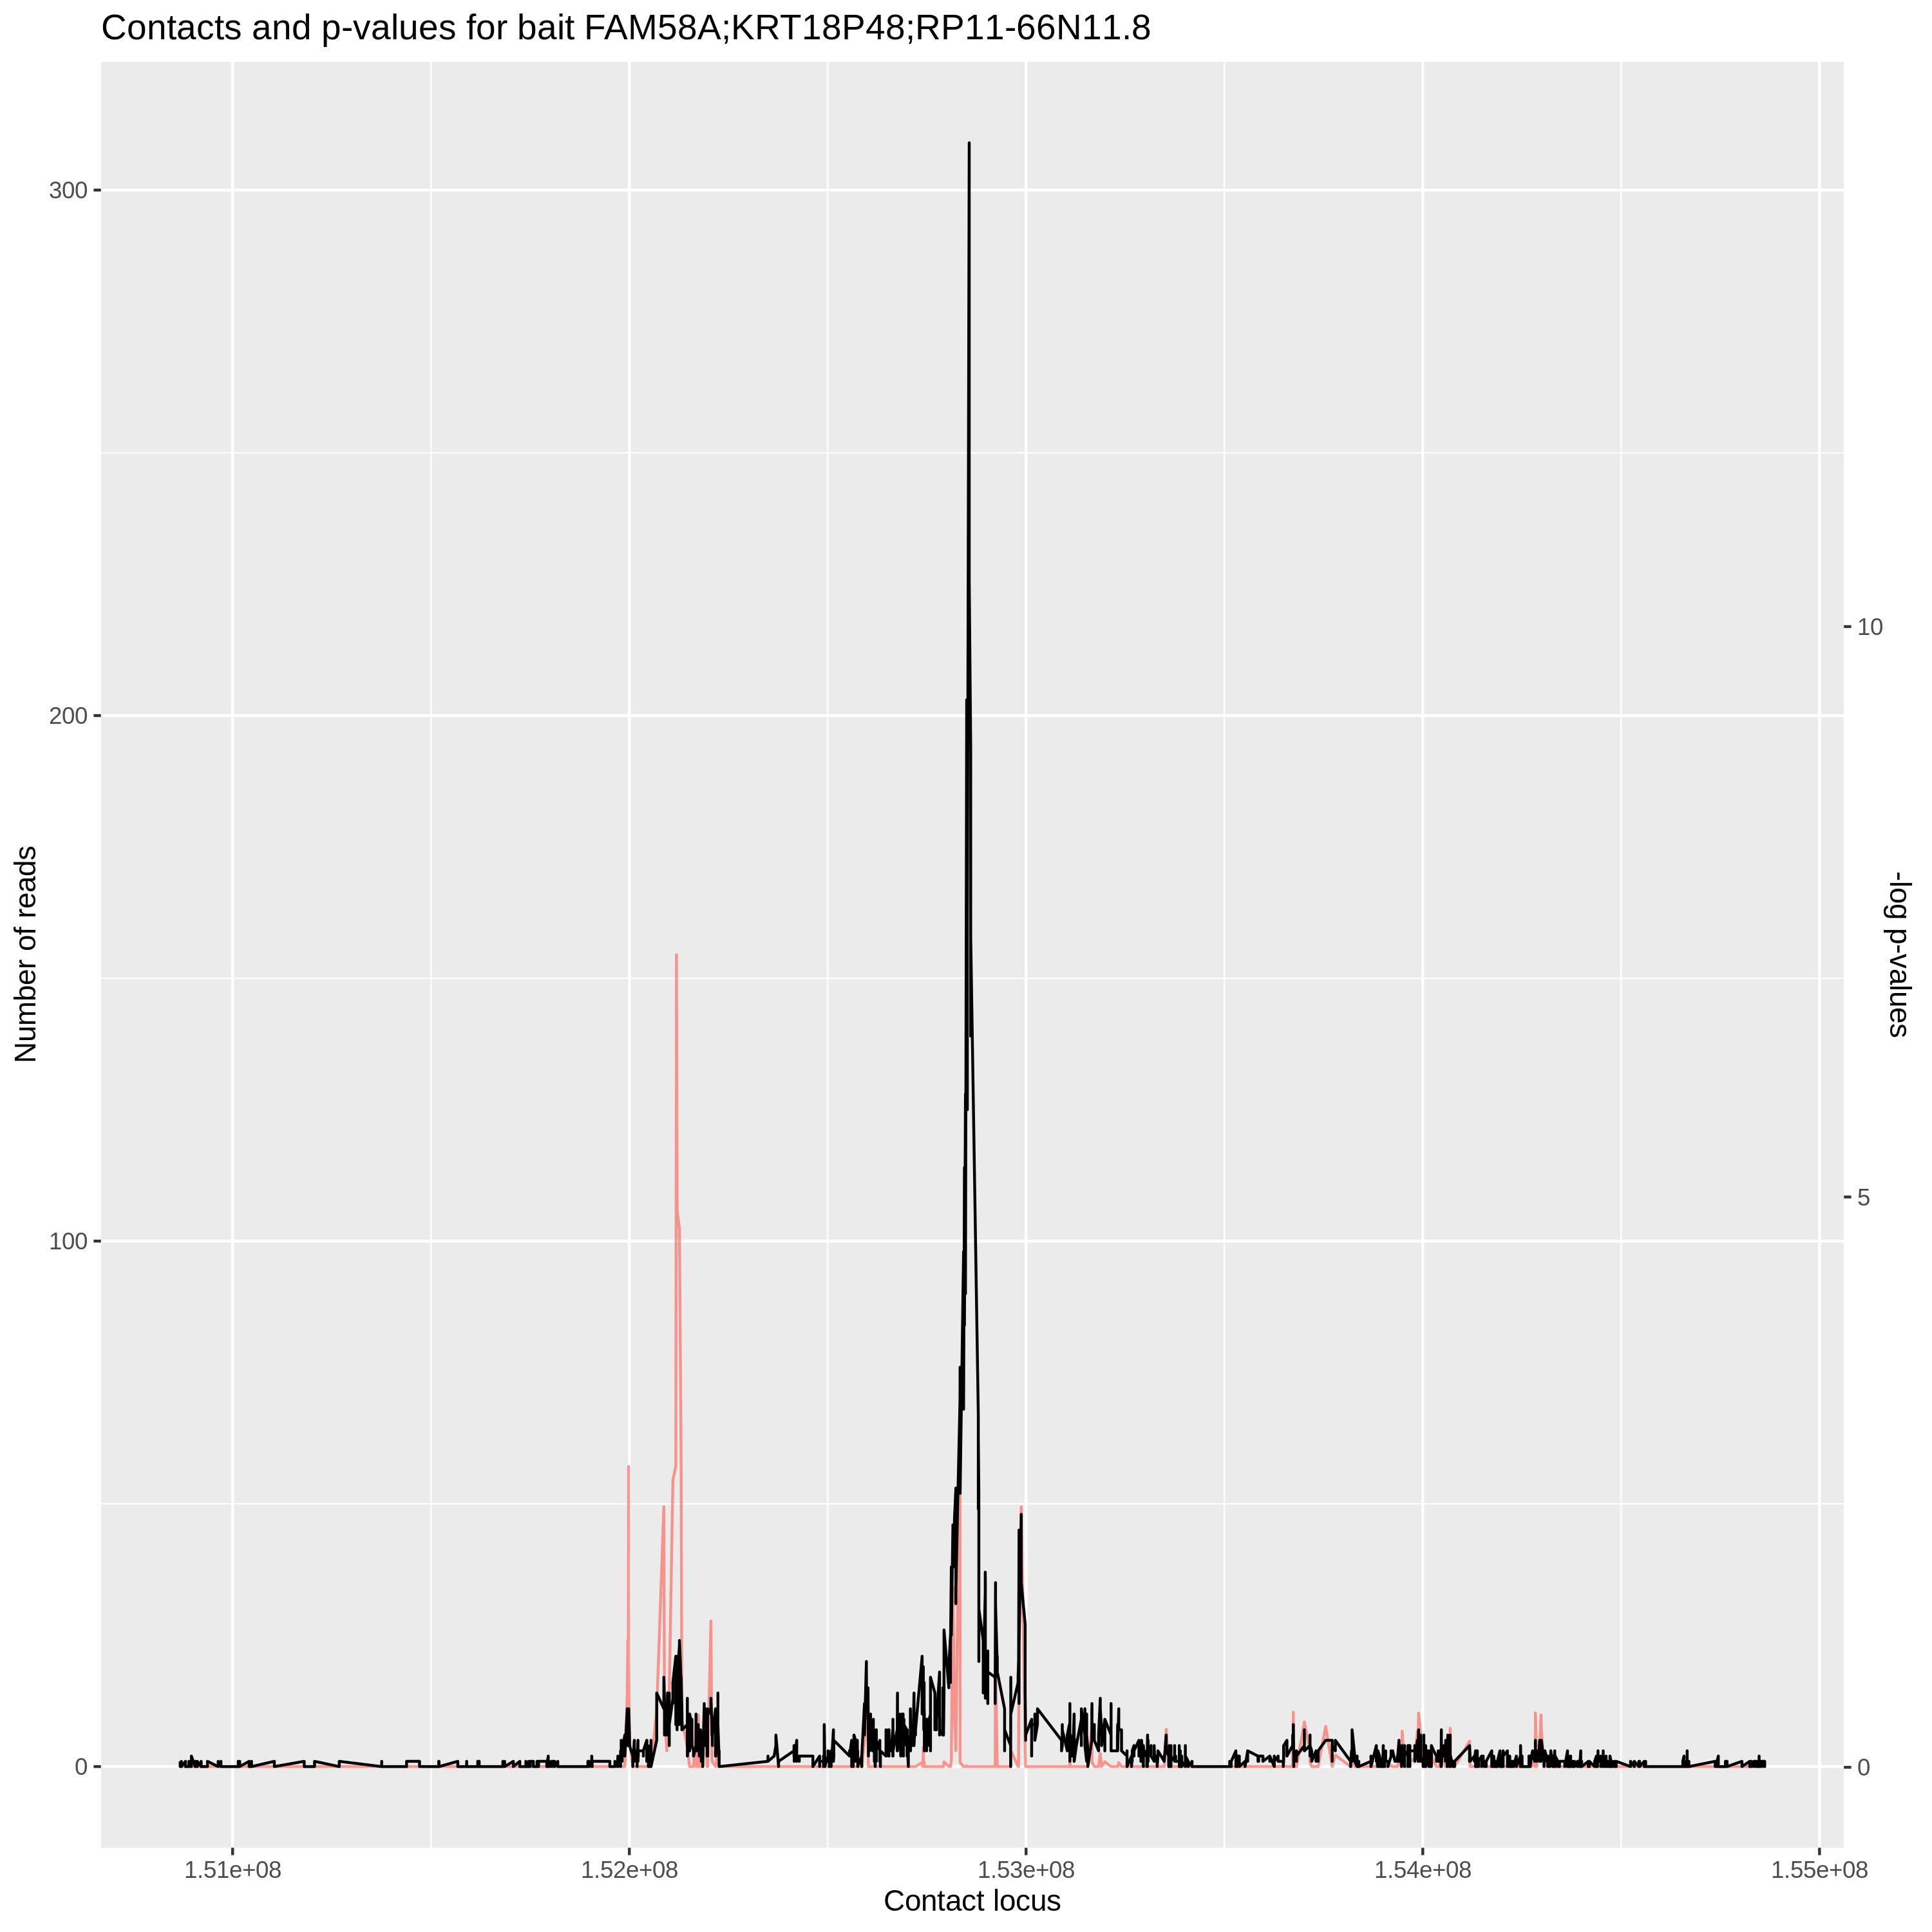 Contacts and p-values for bait FAM58A;KRT18P48;RP11-66N11.8
300
200
100
0
Number of reads
10
5
0
-log p-values
1.51e+08
1.52e+08
1.53e+08
1.54e+08
1.55e+08
Contact locus